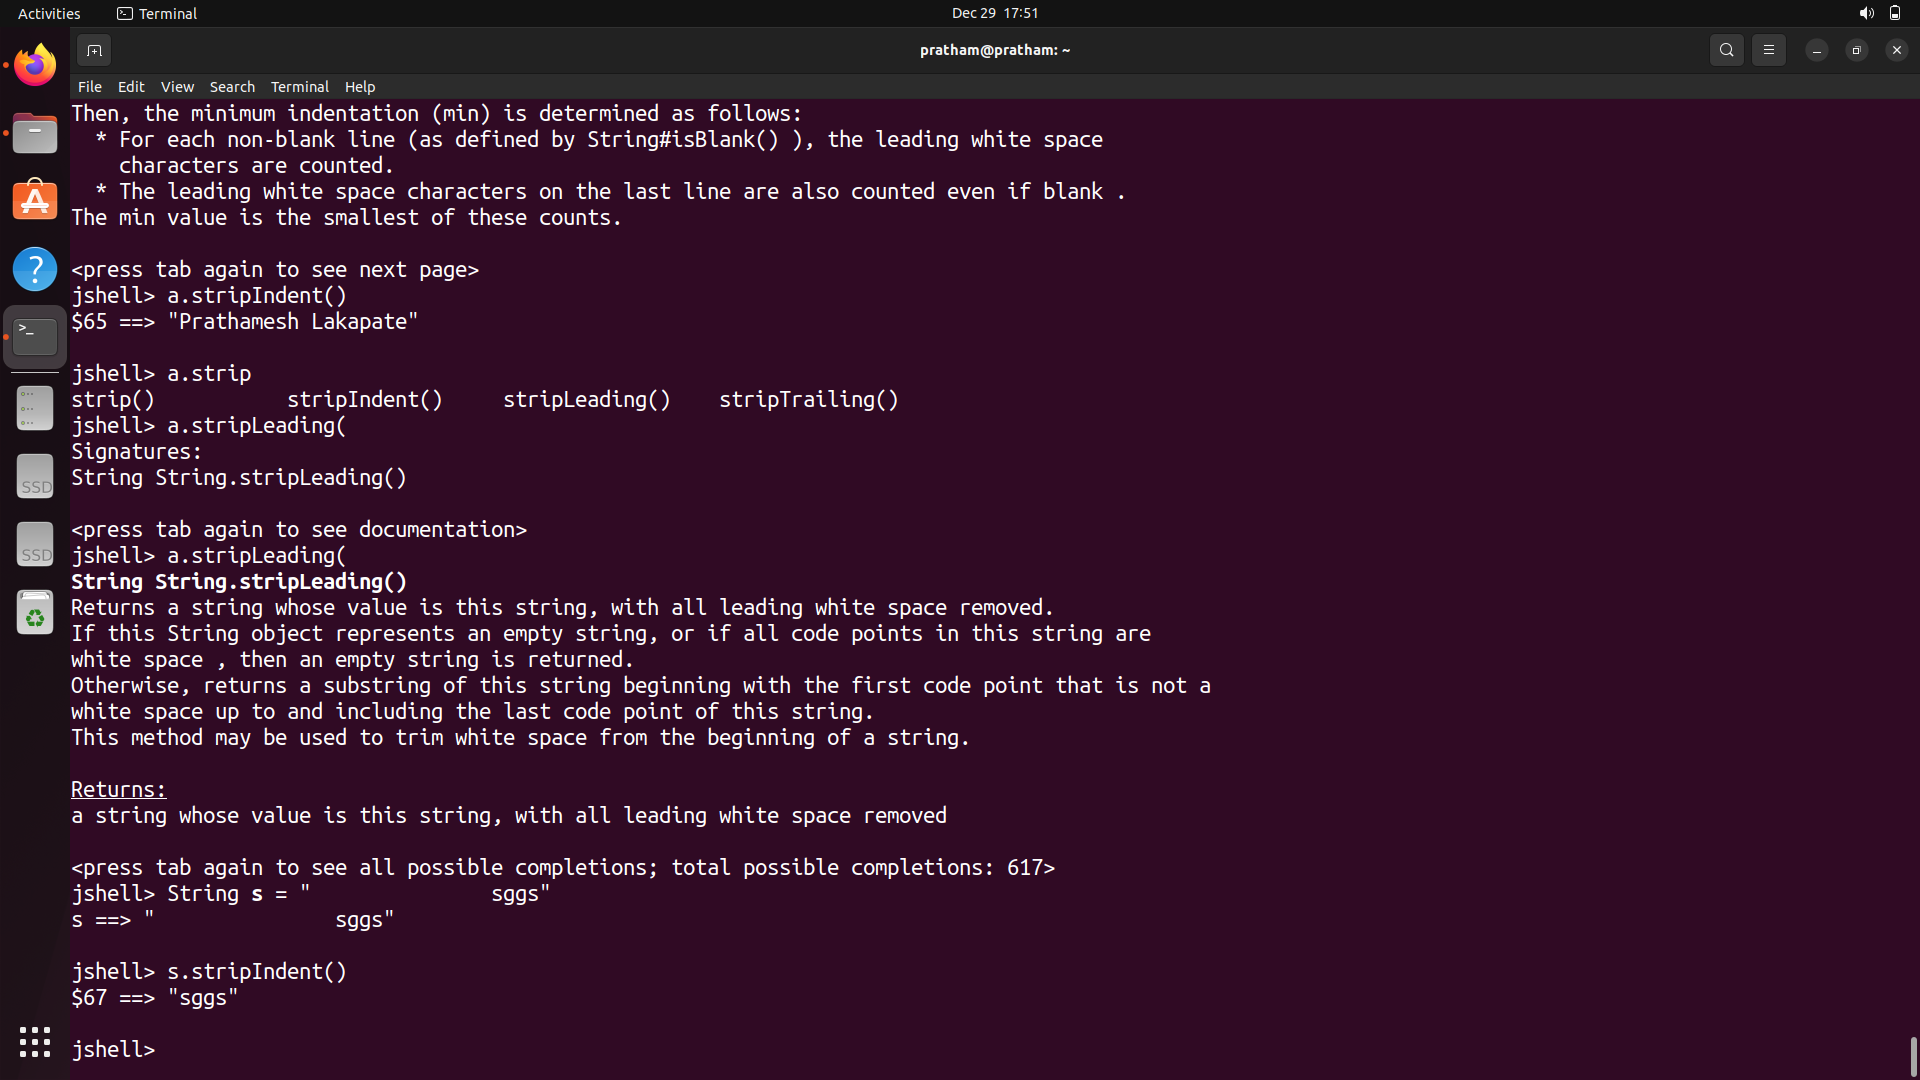 Activities
Terminal
Dec 29  17:51
pratham@pratham: ~
File Edit View Search Terminal Help
Then, the minimum indentation (min) is determined as follows:
  * For each non-blank line (as defined by String#isBlank() ), the leading white space
    characters are counted.
  * The leading white space characters on the last line are also counted even if blank .
The min value is the smallest of these counts.

<press tab again to see next page>
jshell> a.stripIndent()
$65 ==> "Prathamesh Lakapate"

jshell> a.strip
strip()           stripIndent()     stripLeading()    stripTrailing()
jshell> a.stripLeading(
Signatures:
String String.stripLeading()

<press tab again to see documentation>
jshell> a.stripLeading(
String String.stripLeading()
Returns a string whose value is this string, with all leading white space removed.
If this String object represents an empty string, or if all code points in this string are
white space , then an empty string is returned.
Otherwise, returns a substring of this string beginning with the first code point that is not a
white space up to and including the last code point of this string.
This method may be used to trim white space from the beginning of a string.

Returns:
a string whose value is this string, with all leading white space removed

<press tab again to see all possible completions; total possible completions: 617>
jshell> String s = "               sggs"
s ==> "               sggs"

jshell> s.stripIndent()
$67 ==> "sggs"

jshell>
>_
SSD
SSD